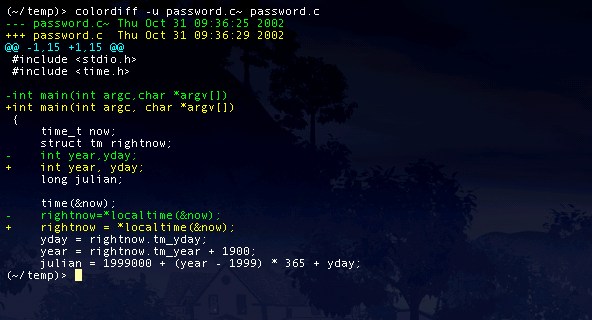 (~/temp)> colordiff -u password.c~ password.c
--- password.c~ Thu Oct 31 09:36:25 2002
+++ password.c  Thu Oct 31 09:36:29 2002
@@ -1,15 +1,15 @@
 #include <stdio.h>
 #include <time.h>
-int main(int argc,char *argv[])
+int main(int argc, char *argv[])
 {
     time_t now;
     struct tm rightnow;
-    int year,yday;
+    int year, yday;
     long julian;
     time(&now);
-    rightnow=*localtime(&now);
+    rightnow = *localtime(&now);
     yday = rightnow.tm_yday;
     year = rightnow.tm_year + 1900;
     julian = 1999000 + (year - 1999) * 365 + yday;
(~/temp)>